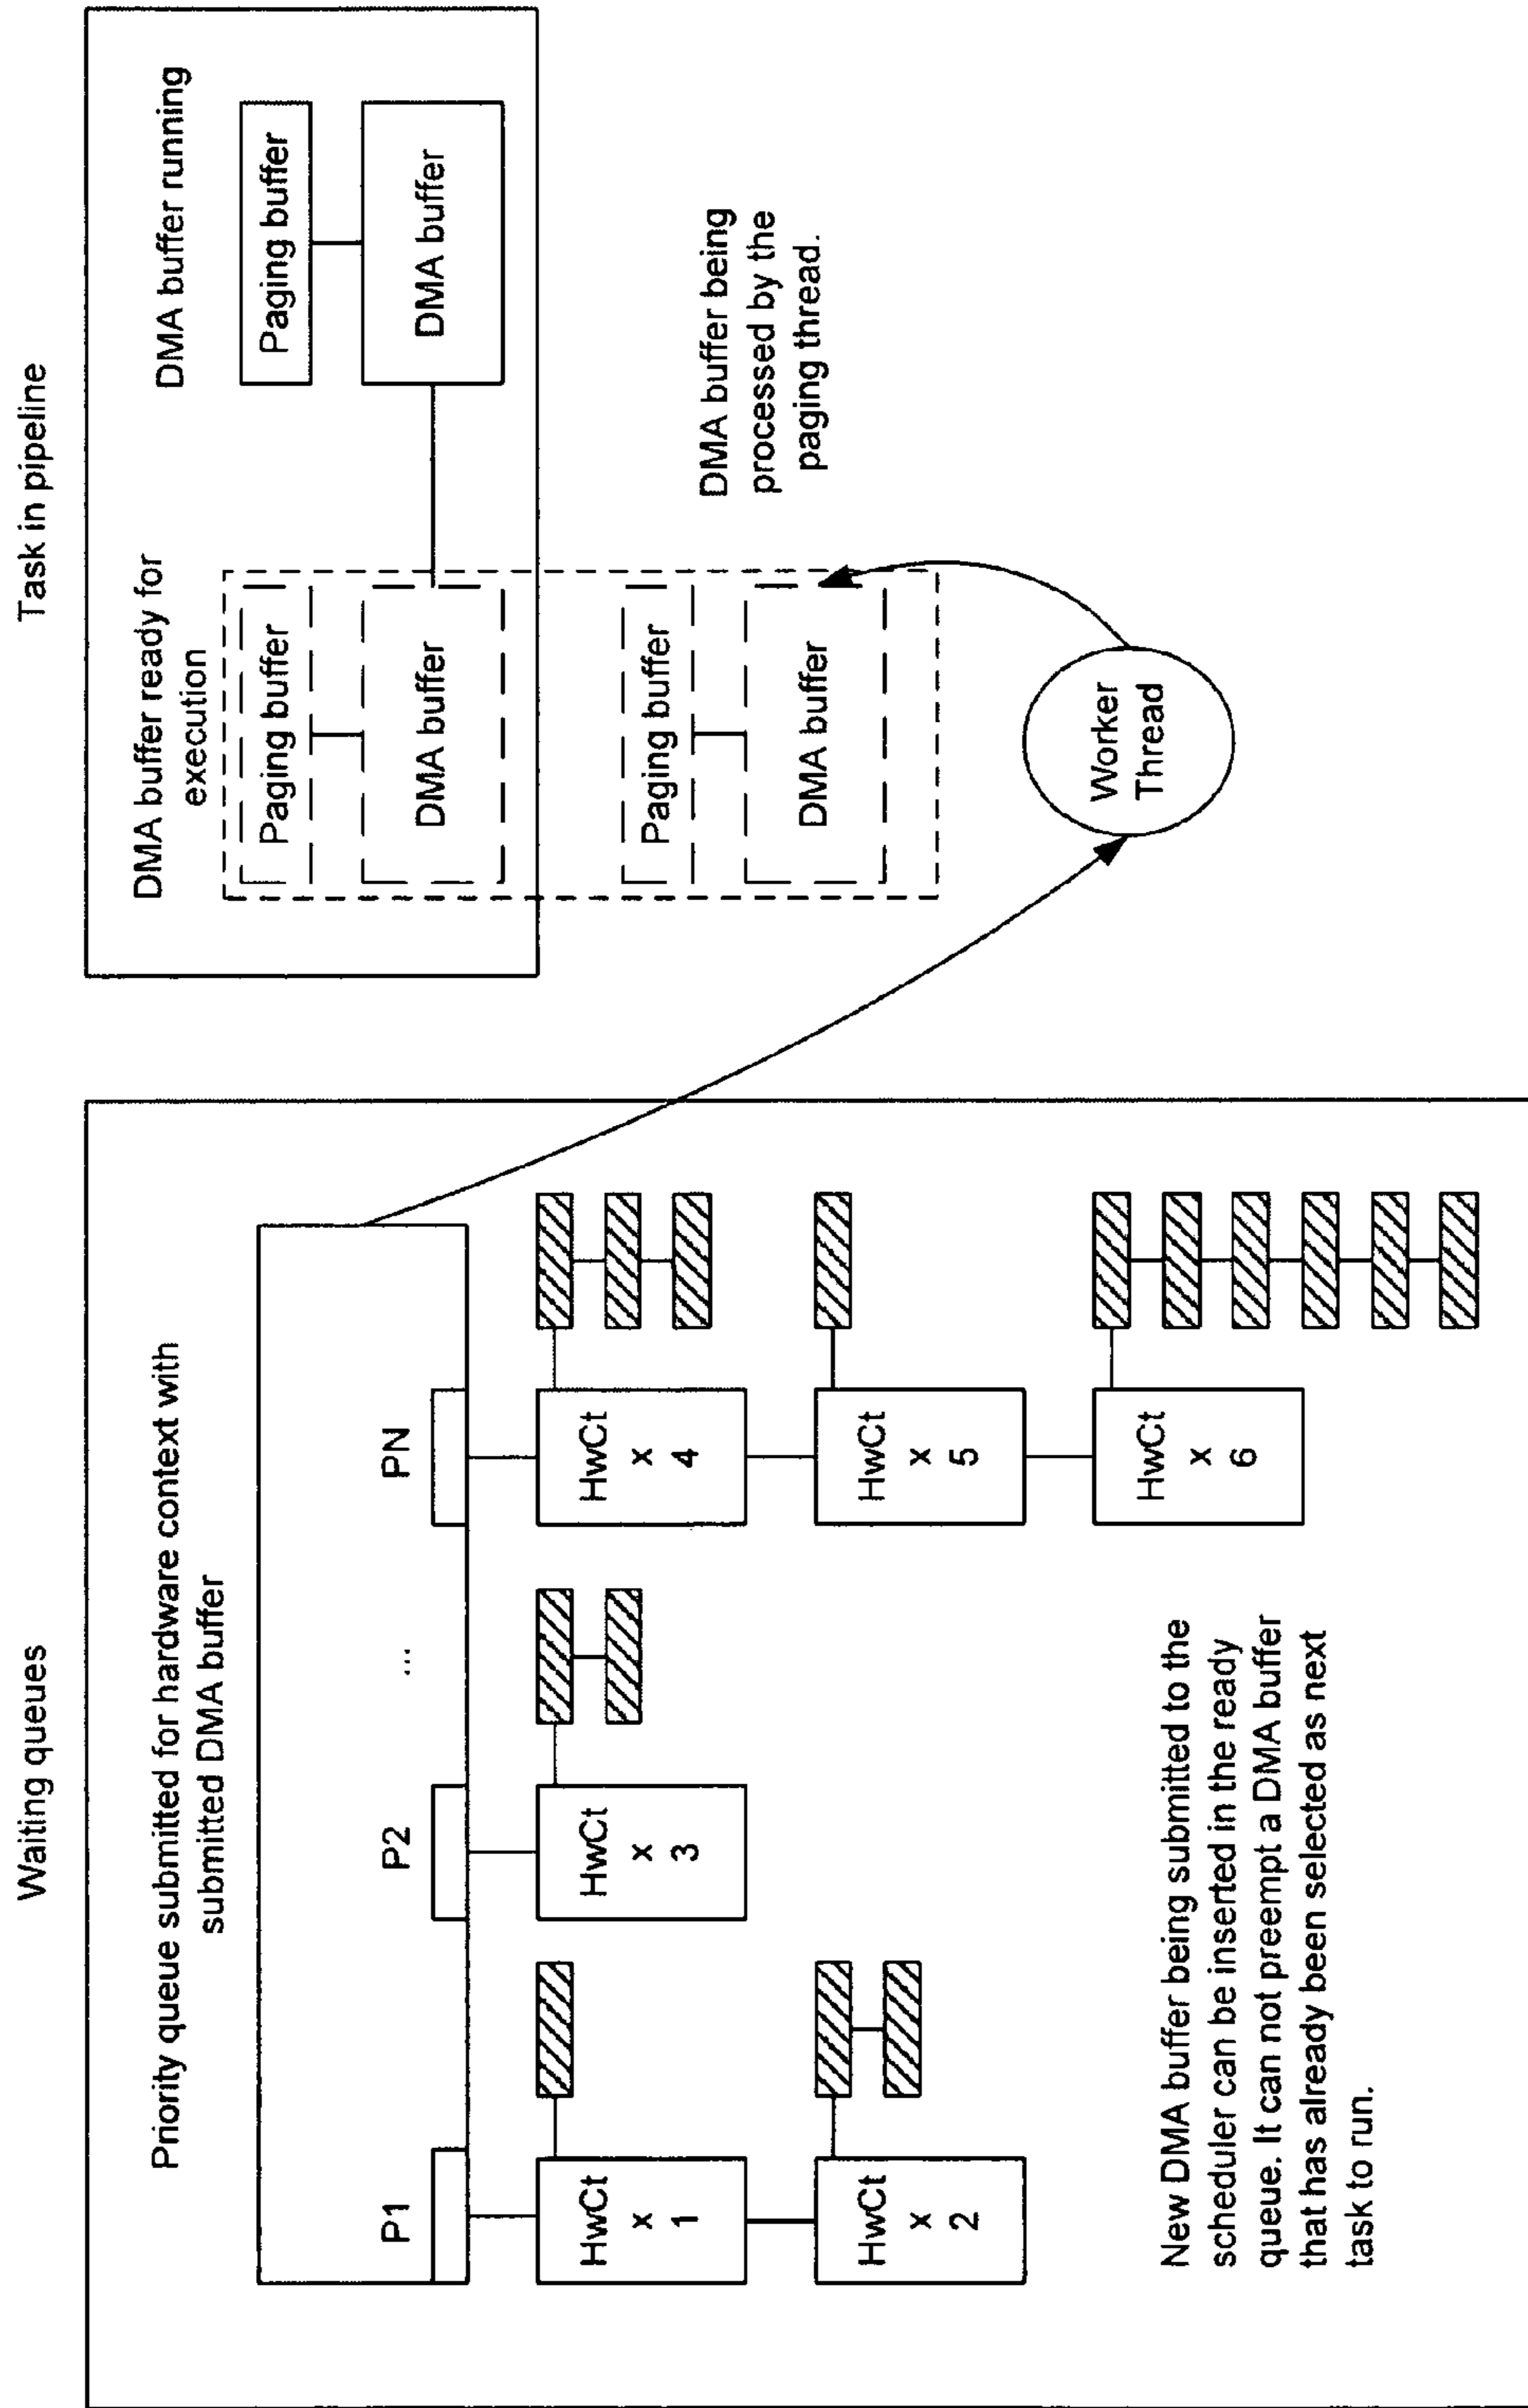 Waiting queues
Priority queue submitted for hardware context with
submitted DMA buffer
P1
P2
...
PN
HwCt
x
1
HwCt
x
2
HwCt
x
3
HwCt
x
4
HwCt
x
5
HwCt
x
6
New DMA buffer being submitted to the
scheduler can be inserted in the ready
queue. It can not preempt a DMA buffer
that has already been selected as next
task to run.
Task in pipeline
DMA buffer ready for
execution
Paging buffer
DMA buffer
DMA buffer running
Paging buffer
DMA buffer
Paging buffer
DMA buffer
DMA buffer being
processed by the
paging thread.
Worker
Thread